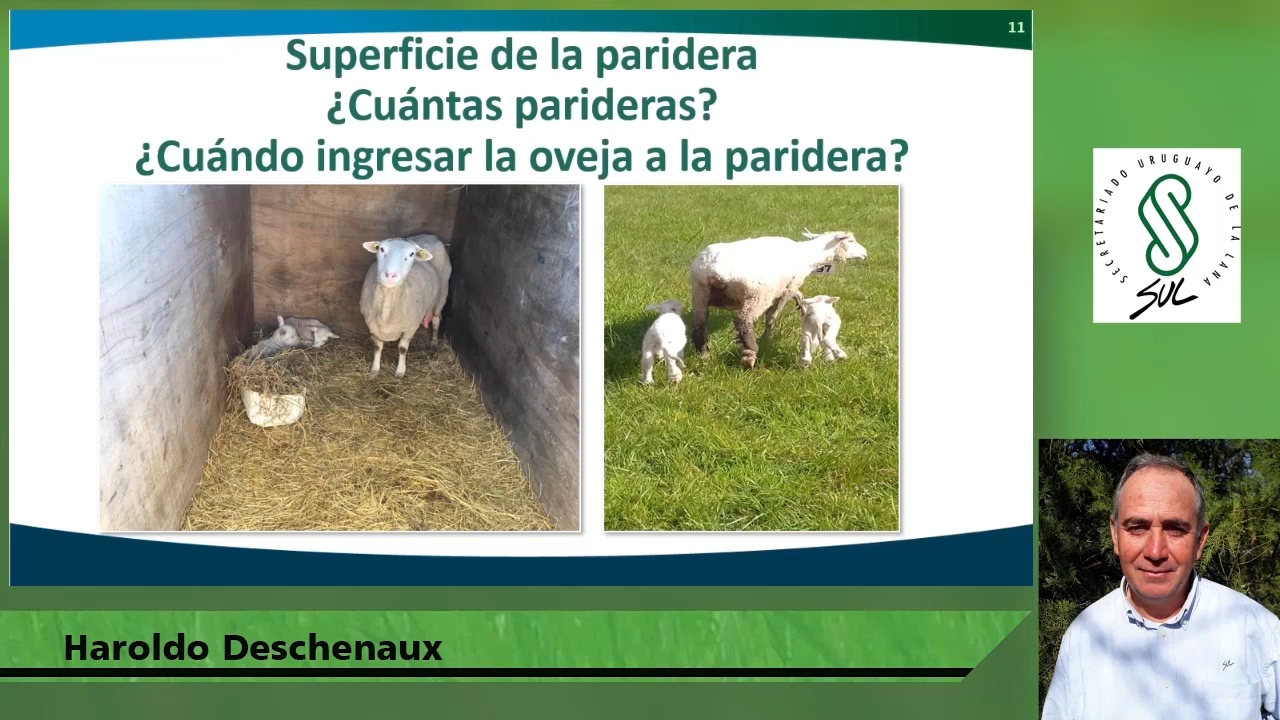 11
Superficie de la paridera
¿Cuántas parideras?
¿Cuándo ingresar la oveja a la paridera?
SECRETARIADO URUGUAYO DE LA LANA
SUL
Haroldo Deschenaux